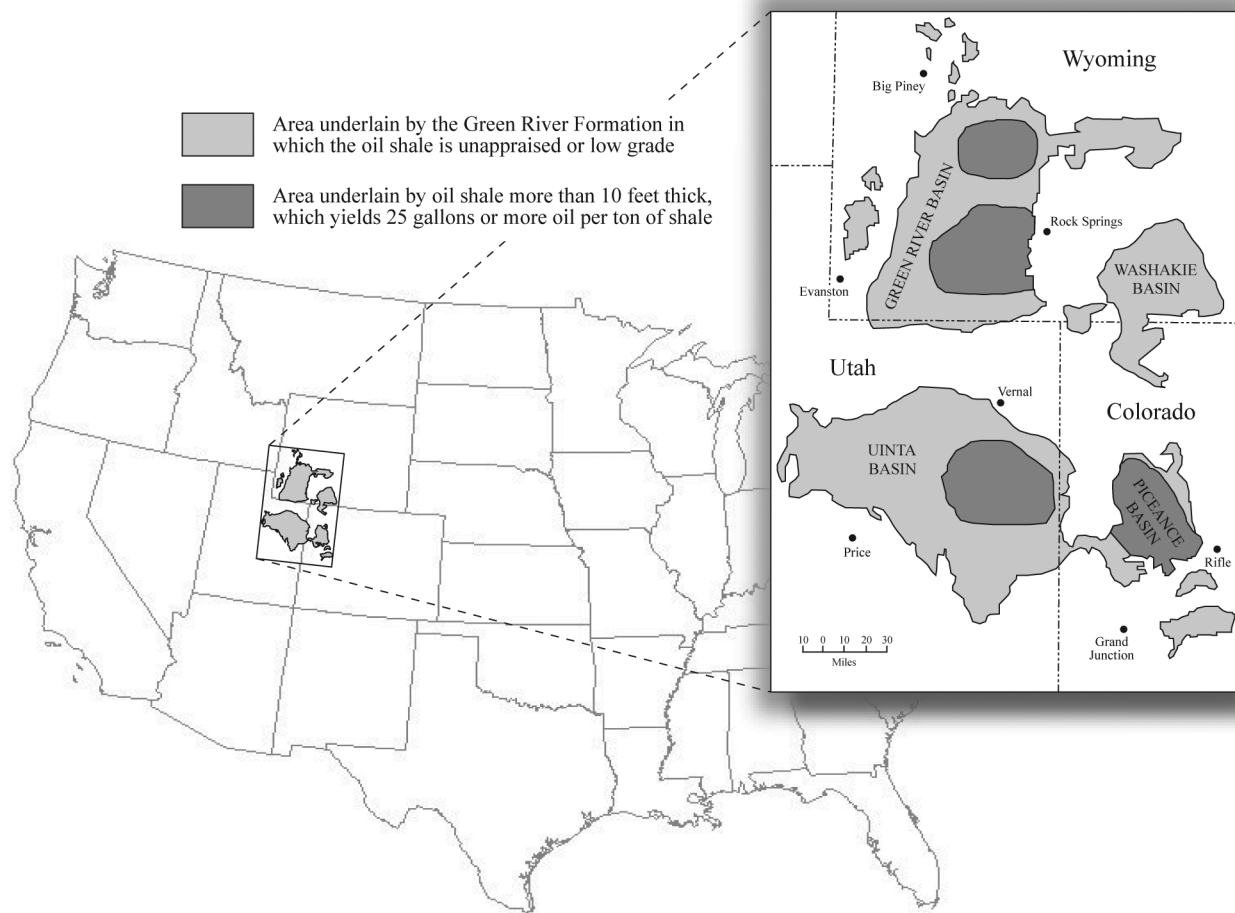 Area underlain by the Green River Formation in
which the oil shale is unappraised or low grade
Area underlain by oil shale more than 10 feet thick,
which yields 25 gallons or more oil per ton of shale
Wyoming
Big Piney
GREEN RIVER BASIN
Rock Springs
Evanston
WASHAKIE
BASIN
Utah
Vernal
Colorado
UINTA
BASIN
PICEANCE
BASIN
Price
Rifle
Grand
Junction
10 0 10 20 30
Miles